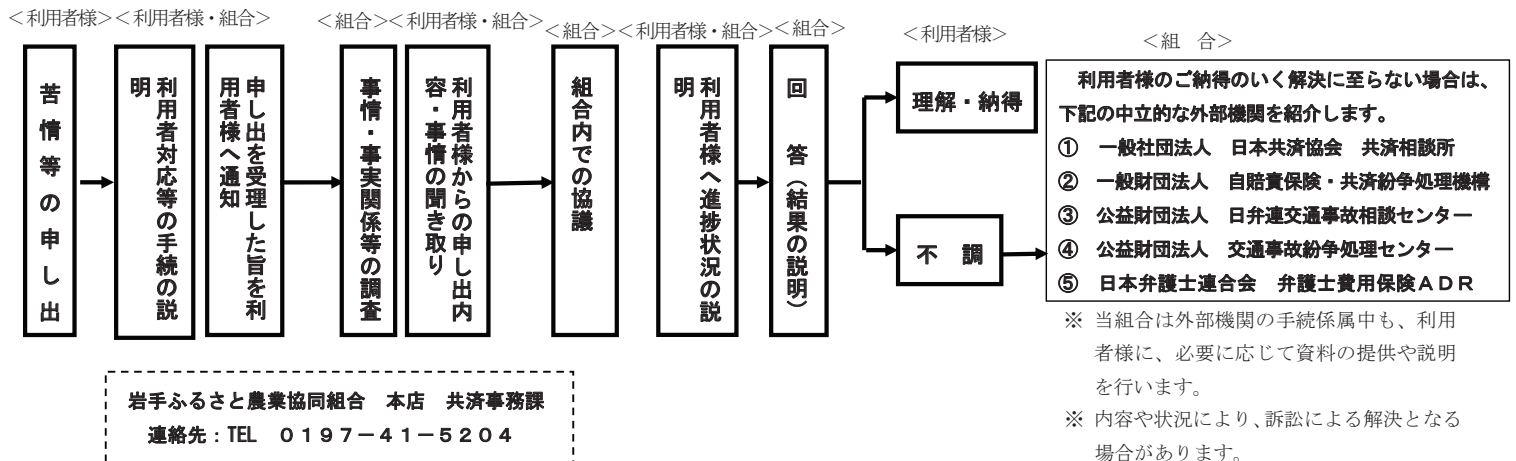 ＜利用者様＞
＜利用者様・組合＞
＜組合＞
＜利用者様・組合＞
＜組合＞
＜利用者様・組合＞
＜組合＞
＜利用者様＞
＜組　合＞
苦情等の申し出
利用者対応等の手続の説
明
申し出を受理した旨を利
用者様へ通知
事情・事実関係等の調査
利用者様からの申し出内
容・事情の聞き取り
組合内での協議
利用者様へ進捗状況の説
明
回　答（結果の説明）
理解・納得
不　調
利用者様のご納得のいく解決に至らない場合は、
下記の中立的な外部機関を紹介します。
①　一般社団法人　日本共済協会　共済相談所
②　一般財団法人　自賠責保険・共済紛争処理機構
③　公益財団法人　日弁連交通事故相談センター
④　公益財団法人　交通事故紛争処理センター
⑤　日本弁護士連合会　弁護士費用保険ＡＤＲ
※ 当組合は外部機関の手続係属中も、利用
者様に、必要に応じて資料の提供や説明
を行います。
※ 内容や状況により、訴訟による解決となる
場合があります。
岩手ふるさと農業協同組合　本店　共済事務課
連絡先：TEL　０１９７－４１－５２０４